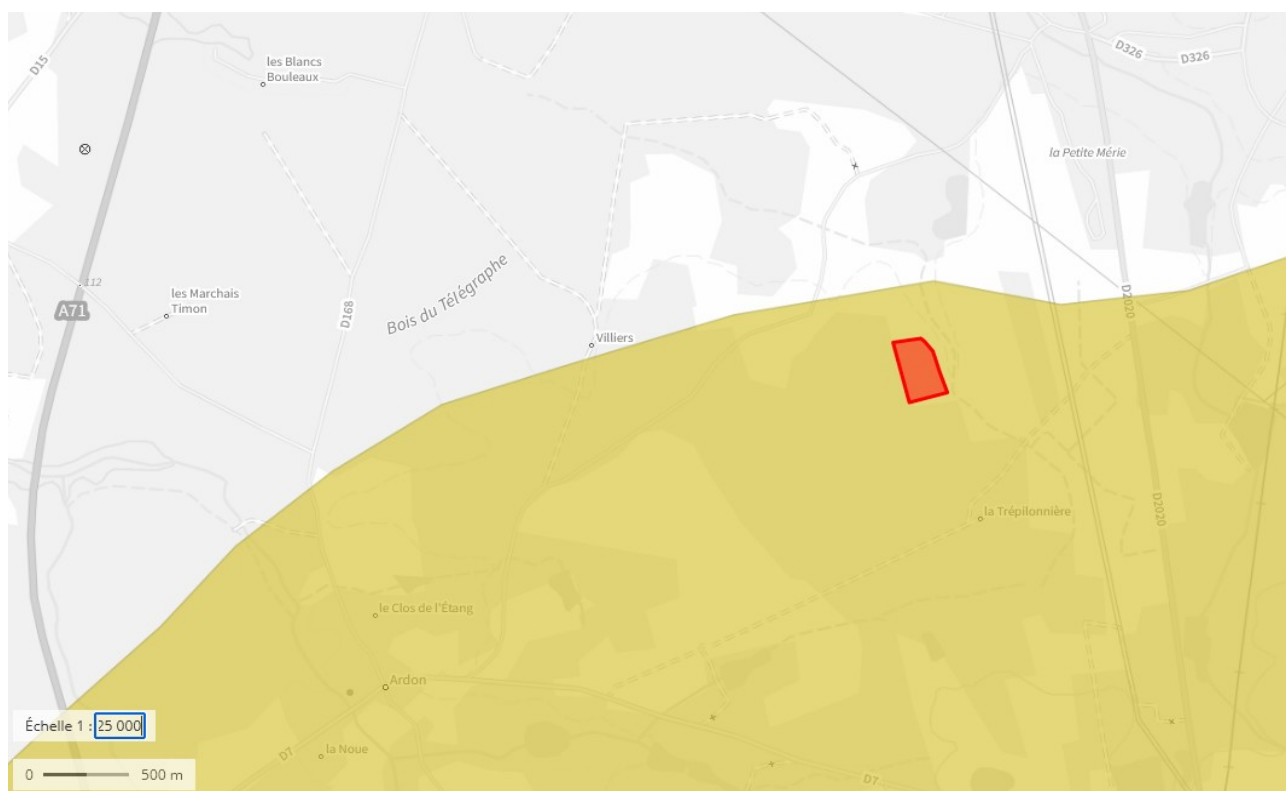 D15
les Blancs
Bouleaux
D326
D326
la Petite Mérie
112
A71
les Marchais
Timon
D168
Bois du Télégraphe
Villiers
D2020
D2020
la Trépilonnière
le Clos de l'Étang
Ardon
Échelle 1 : 25 000
la Noue
D7
D7
0 500 m